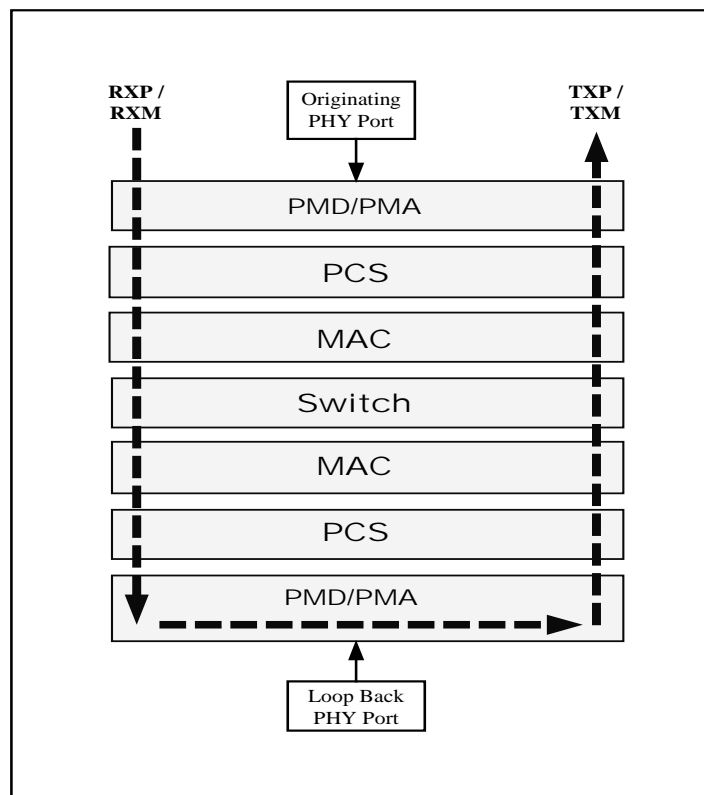 RXP /
RXM
Originating
PHY Port
TXP /
TXM
PMD/PMA
PCS
MAC
Switch
MAC
PCS
PMD/PMA
Loop Back
PHY Port